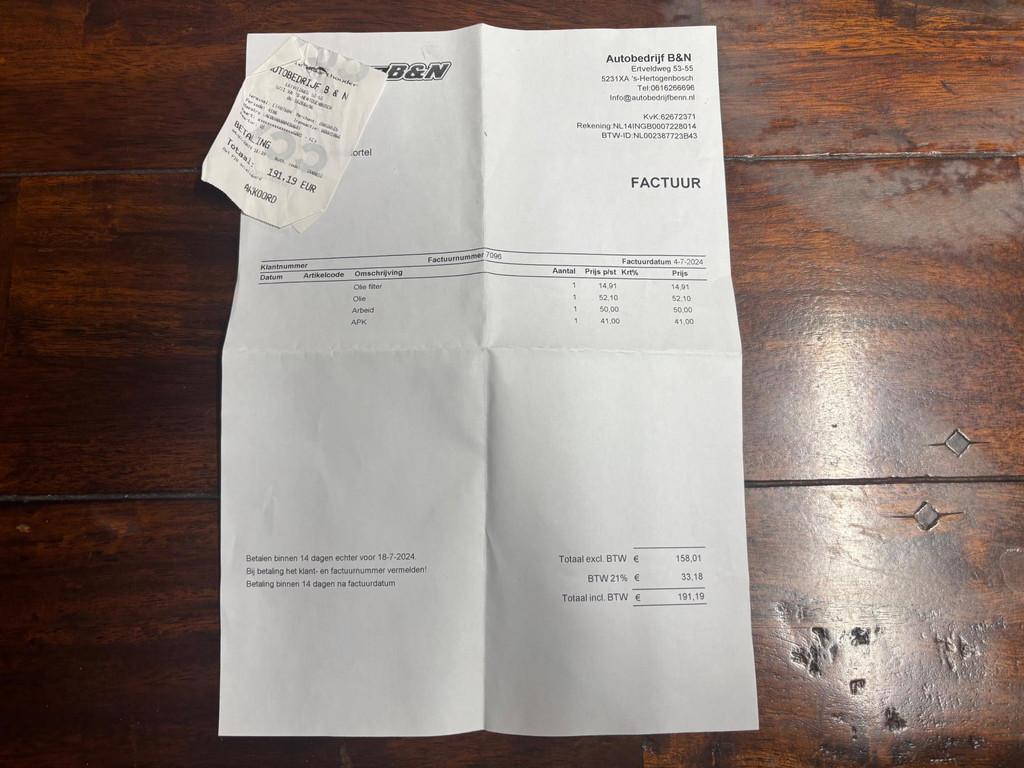 B&N
Autobedrijf B&N
Ertveldweg 53-55
5231XA 's-Hertogenbosch
Tel:0616266696
Info@autobedrijfbenn.nl
KvK:62672371
Rekening:NL14INGB0007228014
BTW-ID:NL002387723B43
AUTOBEDRIJF B & N
BETALING
Totaal: 191,19 EUR
AKKOORD
ortel
FACTUUR
Klantnummer Factuurnummer 7096 Factuurdatum 4-7-2024
Datum Artikelcode Omschrijving Aantal Prijs p/st Krt% Prijs
Olie filter 1 14,91 14,91
Olie 1 52,10 52,10
Arbeid 1 50,00 50,00
APK 1 41,00 41,00
Betalen binnen 14 dagen echter voor 18-7-2024.
Bij betaling het klant- en factuurnummer vermelden!
Betaling binnen 14 dagen na factuurdatum
Totaal excl. BTW € 158,01
BTW 21% € 33,18
Totaal incl. BTW € 191,19